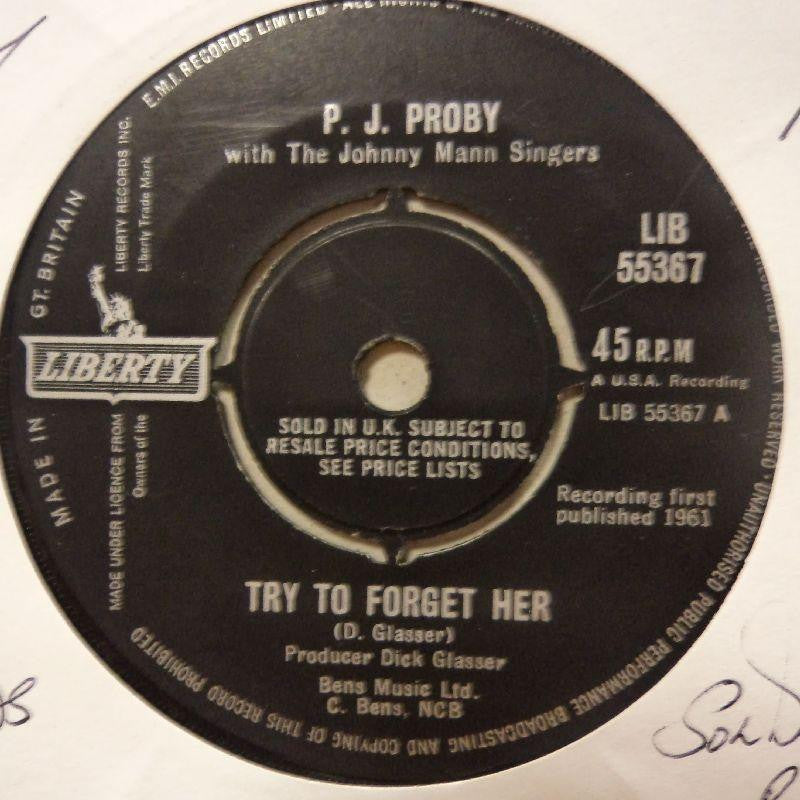 E.M.I. RECORDS LIMITED
P. J. PROBY
with The Johnny Mann Singers
LIB
55367
45 R.P.M
A U.S.A. Recording
LIB 55367 A
Recording first
published 1961
MADE IN GT. BRITAIN
LIBERTY RECORDS INC.
Liberty Trade Mark
LIBERTY
MADE UNDER LICENCE FROM
Owners of the
SOLD IN U.K. SUBJECT TO
RESALE PRICE CONDITIONS,
SEE PRICE LISTS
TRY TO FORGET HER
(D. Glasser)
Producer Dick Glasser
Bens Music Ltd.
C. Bens, NCB
RECORDED WORK RESERVED · UNAUTHORISED PUBLIC PERFORMANCE BROADCASTING AND COPYING OF THIS RECORD PROHIBITED